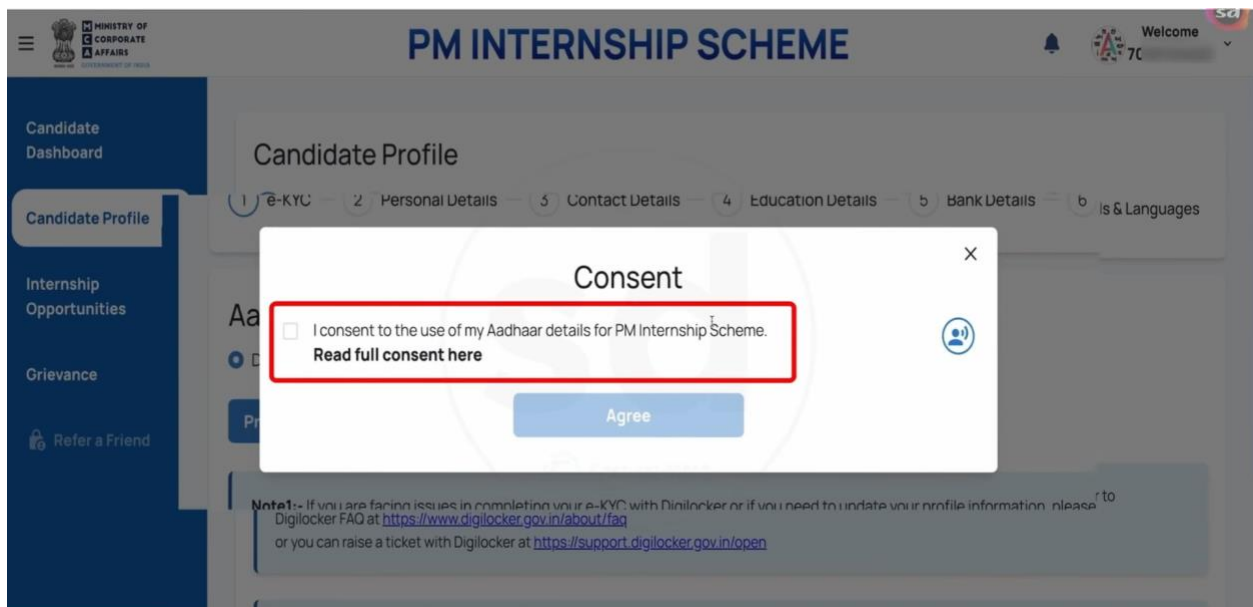 MINISTRY OF
CORPORATE
AFFAIRS
GOVERNMENT OF INDIA
PM INTERNSHIP SCHEME
Welcome
70
sd
Candidate
Dashboard
Candidate Profile
Internship
Opportunities
Grievance
Refer a Friend
Candidate Profile
1 e-KYC 2 Personal Details 3 Contact Details 4 Education Details 5 Bank Details 6 ls & Languages
Consent
I consent to the use of my Aadhaar details for PM Internship Scheme.
Read full consent here
Agree
Aa
D
Pr
sd
Note1:- If you are facing issues in completing your e-KYC with Digilocker or if you need to update your profile information, please r to
Digilocker FAQ at https://www.digilocker.gov.in/about/faq
or you can raise a ticket with Digilocker at https://support.digilocker.gov.in/open